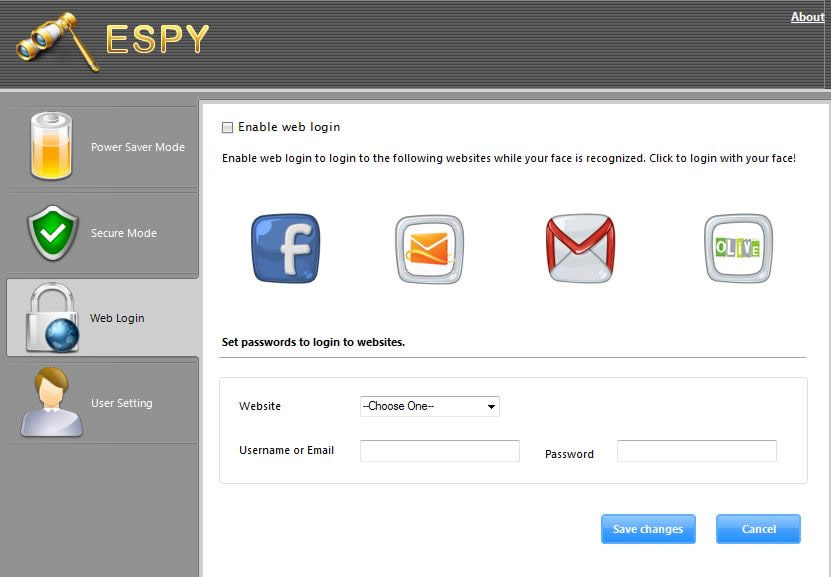 About
ESPY
Power Saver Mode
Secure Mode
Web Login
User Setting
Enable web login
Enable web login to login to the following websites while your face is recognized. Click to login with your face!
f
OLiVE
Set passwords to login to websites.
Website
--Choose One--
Username or Email
Password
Save changes
Cancel